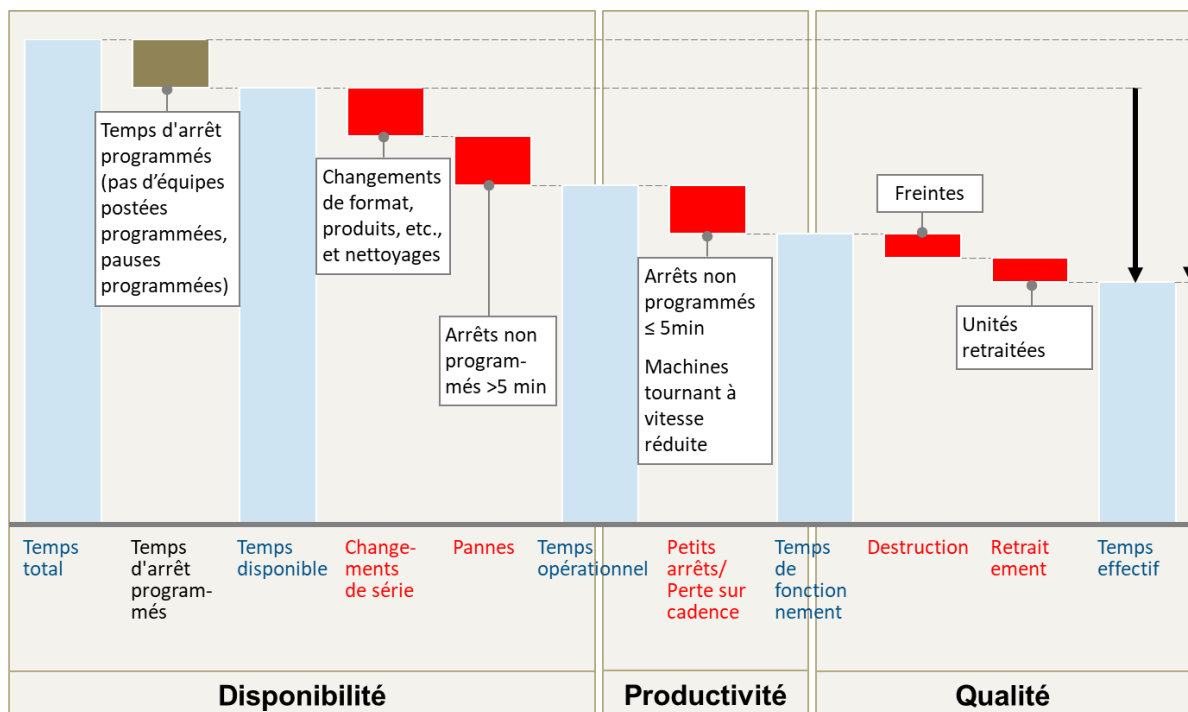 Temps d'arrêt
programmés
(pas d’équipes
postées
programmées,
pauses
programmées)
Changements
de format,
produits, etc.,
et nettoyages
Arrêts non
program-
més >5 min
Arrêts non
programmés
≤ 5min
Machines
tournant à
vitesse
réduite
Freintes
Unités
retraitées
Temps
total
Temps
d'arrêt
program-
més
Temps
disponible
Change-
ments
de série
Pannes
Temps
opérationnel
Petits
arrêts/
Perte sur
cadence
Temps
de
fonction
nement
Destruction
Retrait
ement
Temps
effectif
Disponibilité
Productivité
Qualité